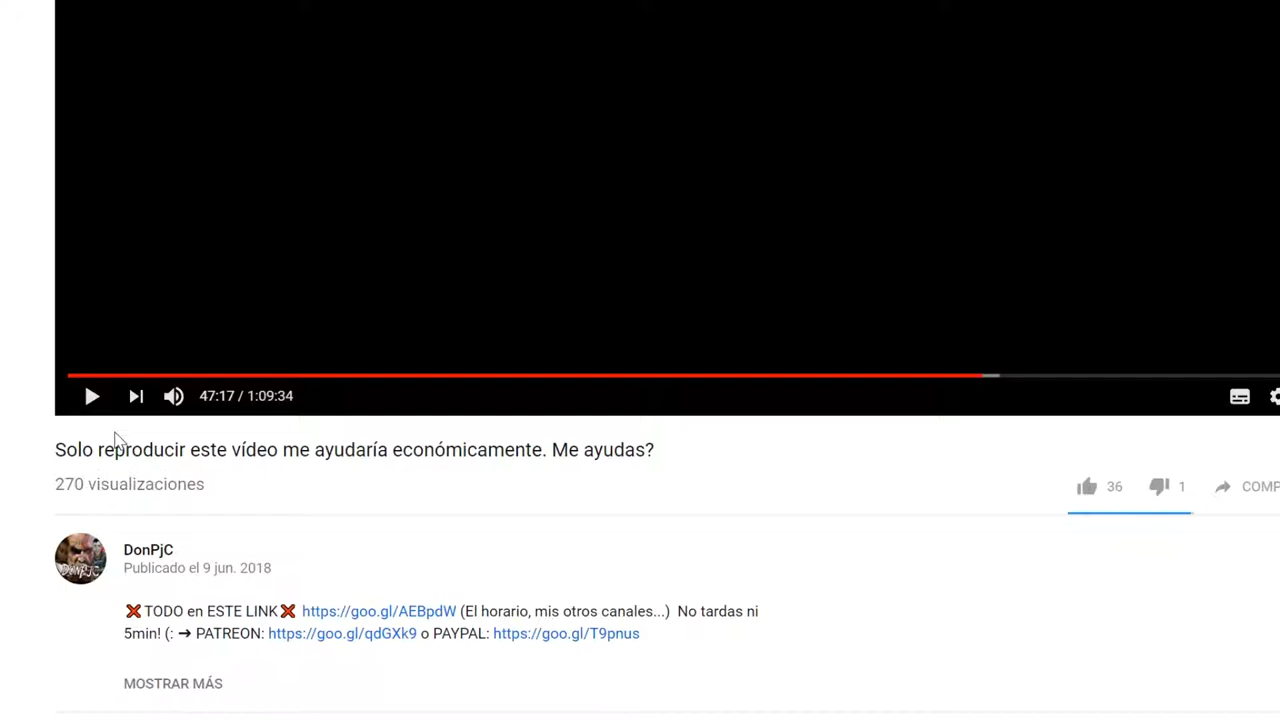 47:17 / 1:09:34
Solo reproducir este vídeo me ayudaría económicamente. Me ayudas?
270 visualizaciones
36
1
COMP
DonPjC
Publicado el 9 jun. 2018
❌TODO en ESTE LINK❌ https://goo.gl/AEBpdW (El horario, mis otros canales...) No tardas ni
5min! (: ➜ PATREON: https://goo.gl/qdGXk9 o PAYPAL: https://goo.gl/T9pnus
MOSTRAR MÁS